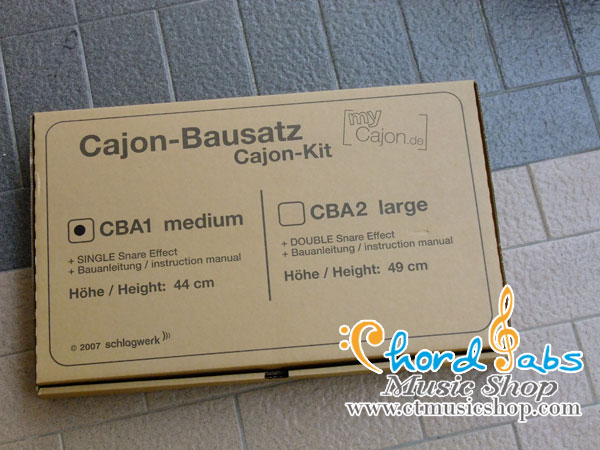 Cajon-Bausatz
Cajon-Kit
my
Cajon.de
CBA1 medium
+ SINGLE Snare Effect
+ Bauanleitung / instruction manual
Höhe / Height: 44 cm
CBA2 large
+ DOUBLE Snare Effect
+ Bauanleitung / instruction manual
Höhe / Height: 49 cm
© 2007 schlagwerk
Chord Tabs
Music Shop
www.ctmusicshop.com